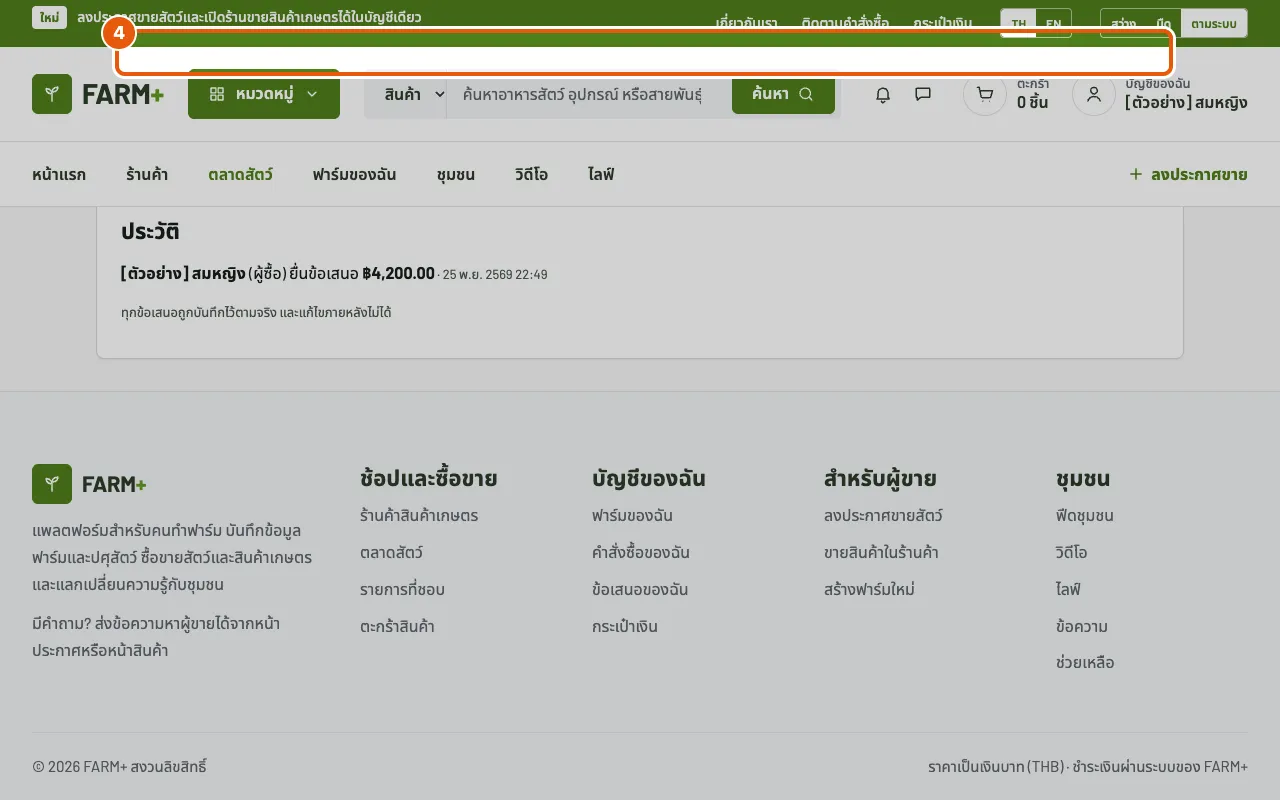 ใหม่ ลงประกาศขายสัตว์และเปิดร้านขายสินค้าเกษตรได้ในบัญชีเดียว
เกี่ยวกับเรา ติดตามคำสั่งซื้อ กระเป๋าเงิน TH EN สว่าง มืด ตามระบบ
4
FARM+
หมวดหมู่
สินค้า
ค้นหาอาหารสัตว์ อุปกรณ์ หรือสายพันธุ์
ค้นหา
ตะกร้า
0 ชิ้น
บัญชีของฉัน
[ตัวอย่าง] สมหญิง
หน้าแรก ร้านค้า ตลาดสัตว์ ฟาร์มของฉัน ชุมชน วิดีโอ ไลฟ์ + ลงประกาศขาย
ประวัติ
[ตัวอย่าง] สมหญิง (ผู้ซื้อ) ยื่นข้อเสนอ ฿4,200.00 · 25 พ.ย. 2569 22:49
ทุกข้อเสนอถูกบันทึกไว้ตามจริง และแก้ไขภายหลังไม่ได้
FARM+
แพลตฟอร์มสำหรับคนทำฟาร์ม บันทึกข้อมูล
ฟาร์มและปศุสัตว์ ซื้อขายสัตว์และสินค้าเกษตร
และแลกเปลี่ยนความรู้กับชุมชน
มีคำถาม? ส่งข้อความหาผู้ขายได้จากหน้า
ประกาศหรือหน้าสินค้า
ช้อปและซื้อขาย
ร้านค้าสินค้าเกษตร
ตลาดสัตว์
รายการที่ชอบ
ตะกร้าสินค้า
บัญชีของฉัน
ฟาร์มของฉัน
คำสั่งซื้อของฉัน
ข้อเสนอของฉัน
กระเป๋าเงิน
สำหรับผู้ขาย
ลงประกาศขายสัตว์
ขายสินค้าในร้านค้า
สร้างฟาร์มใหม่
ชุมชน
ฟีดชุมชน
วิดีโอ
ไลฟ์
ข้อความ
ช่วยเหลือ
© 2026 FARM+ สงวนลิขสิทธิ์
ราคาเป็นเงินบาท (THB) · ชำระเงินผ่านระบบของ FARM+